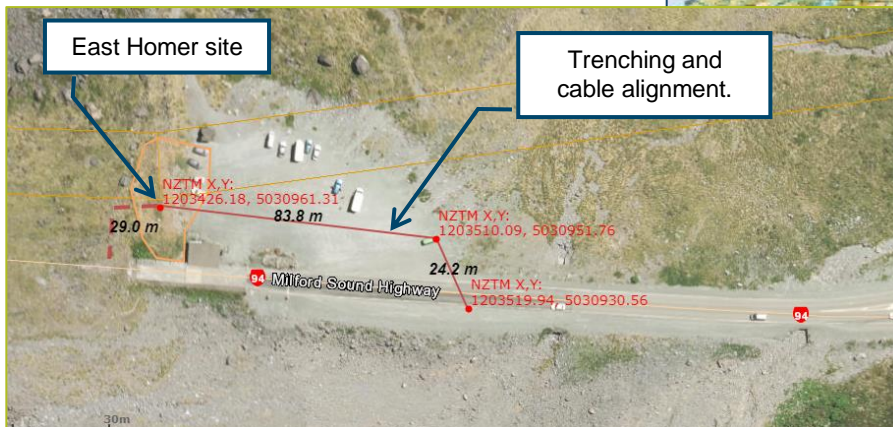 East Homer site
Trenching and
cable alignment.
NZTM X,Y:
1203426.18, 5030961.31
29.0 m
83.8 m
NZTM X,Y:
1203510.09, 5030951.76
24.2 m
94 Milford Sound Highway
NZTM X,Y:
1203519.94, 5030930.56
94
30m